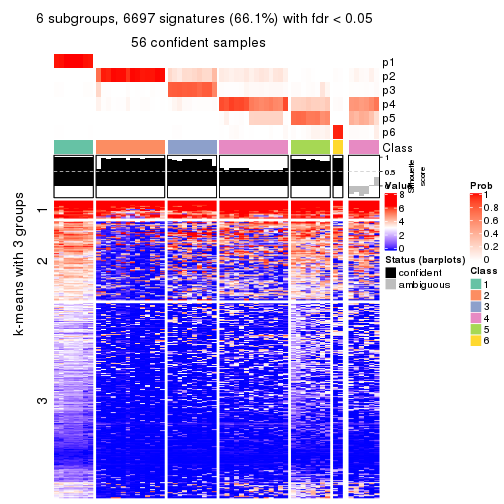 6 subgroups, 6697 signatures (66.1%) with fdr < 0.05
56 confident samples
p1
p2
p3
p4
p5
p6
Class
1
0.5
0
Silhouette
score
k-means with 3 groups
1
2
3
Value
8
6
4
2
0
Status (barplots)
confident
ambiguous
Prob
1
0.8
0.6
0.4
0.2
0
Class
1
2
3
4
5
6